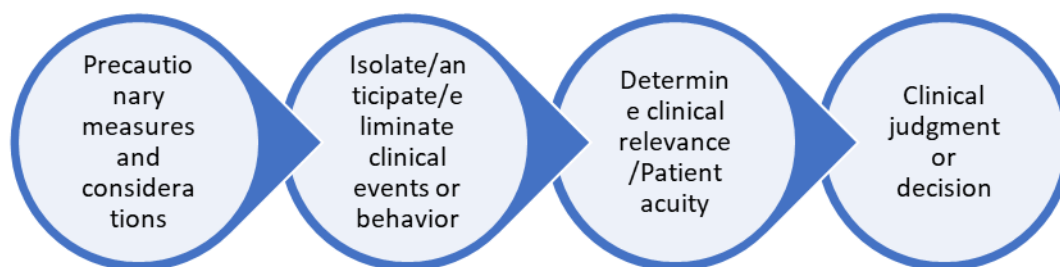 Precautio
nary
measures
and
considera
tions
Isolate/an
ticipate/e
liminate
clinical
events or
behavior
Determin
e clinical
relevance
/Patient
acuity
Clinical
judgment
or
decision